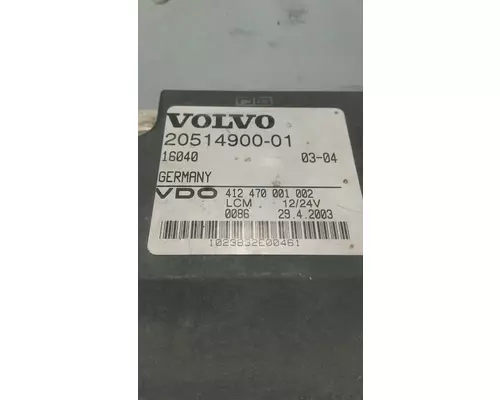 VOLVO
20514900-01
16040 03-04
GERMANY
VDO 412 470 001 002
LCM 12/24V
0086 29.4.2003
1023832E00461